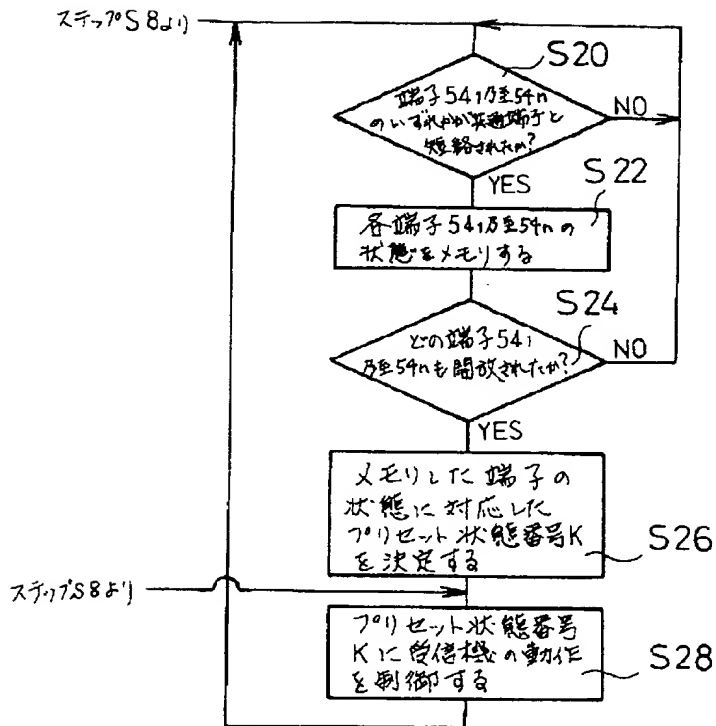 ステップS8より
S20
端子541乃至54n
のいずれかが共通端子と
短絡されたか?
NO
YES
S22
各端子541乃至54nの
状態をメモリする
S24
どの端子541
乃至54nも開放されたか?
NO
YES
メモリした端子の
状態に対応した
プリセット状態番号K
を決定する
S26
ステップS8より
プリセット状態番号
Kに受信機の動作
を制御する
S28